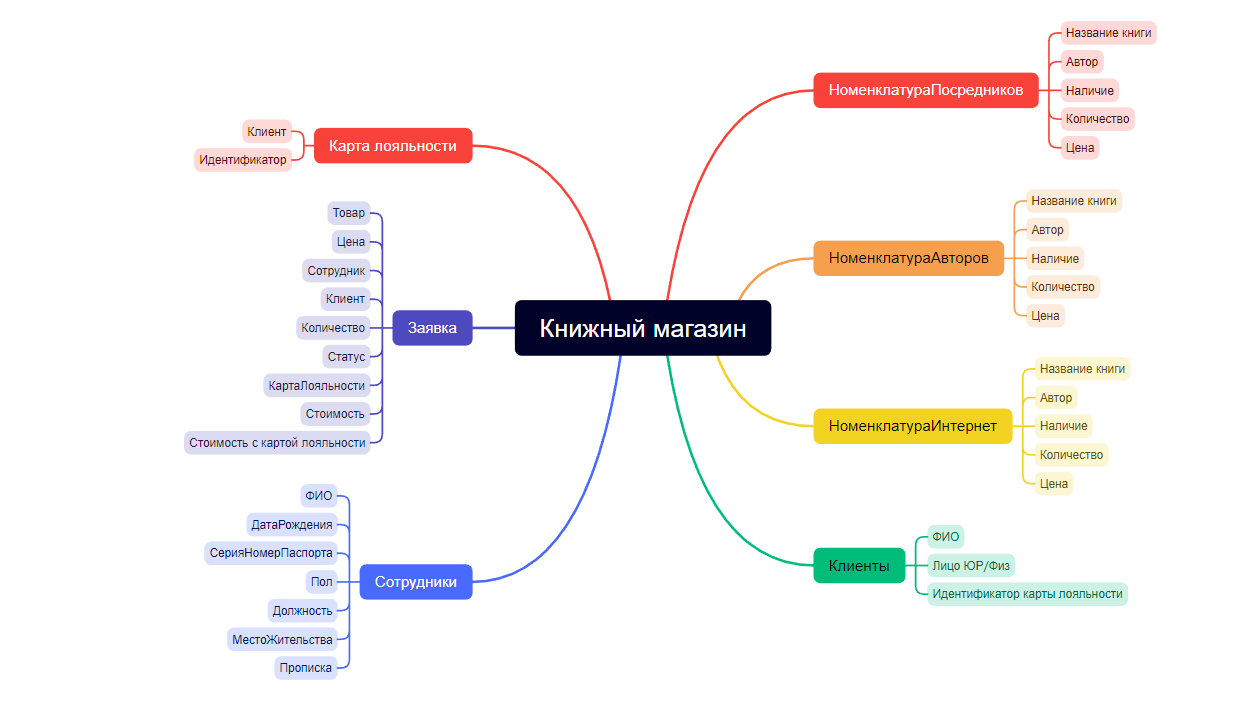 Книжный магазин
НоменклатураПосредников
Название книги
Автор
Наличие
Количество
Цена
НоменклатураАвторов
Название книги
Автор
Наличие
Количество
Цена
НоменклатураИнтернет
Название книги
Автор
Наличие
Количество
Цена
Клиенты
ФИО
Лицо ЮР/Физ
Идентификатор карты лояльности
Карта лояльности
Клиент
Идентификатор
Заявка
Товар
Цена
Сотрудник
Клиент
Количество
Статус
КартаЛояльности
Стоимость
Стоимость с картой лояльности
Сотрудники
ФИО
ДатаРождения
СерияНомерПаспорта
Пол
Должность
МестоЖительства
Прописка